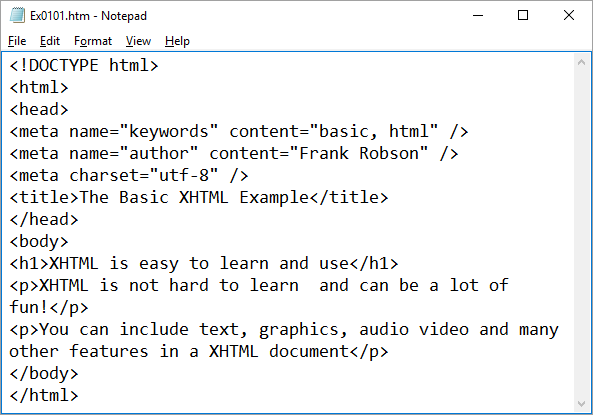 Ex0101.htm - Notepad
File Edit Format View Help
<!DOCTYPE html>
<html>
<head>
<meta name="keywords" content="basic, html" />
<meta name="author" content="Frank Robson" />
<meta charset="utf-8" />
<title>The Basic XHTML Example</title>
</head>
<body>
<h1>XHTML is easy to learn and use</h1>
<p>XHTML is not hard to learn  and can be a lot of
fun!</p>
<p>You can include text, graphics, audio video and many
other features in a XHTML document</p>
</body>
</html>